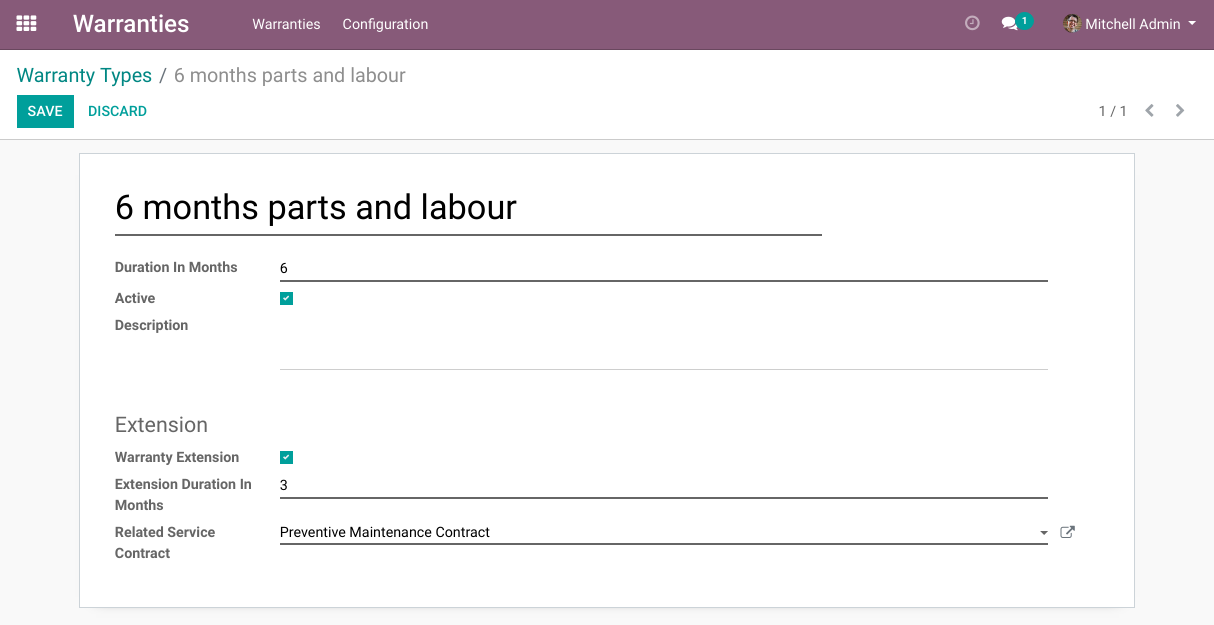 Warranties Warranties Configuration 1 Mitchell Admin
Warranty Types / 6 months parts and labour
SAVE DISCARD 1 / 1
6 months parts and labour
Duration In Months 6
Active
Description
Extension
Warranty Extension
Extension Duration In
Months
3
Related Service
Contract
Preventive Maintenance Contract